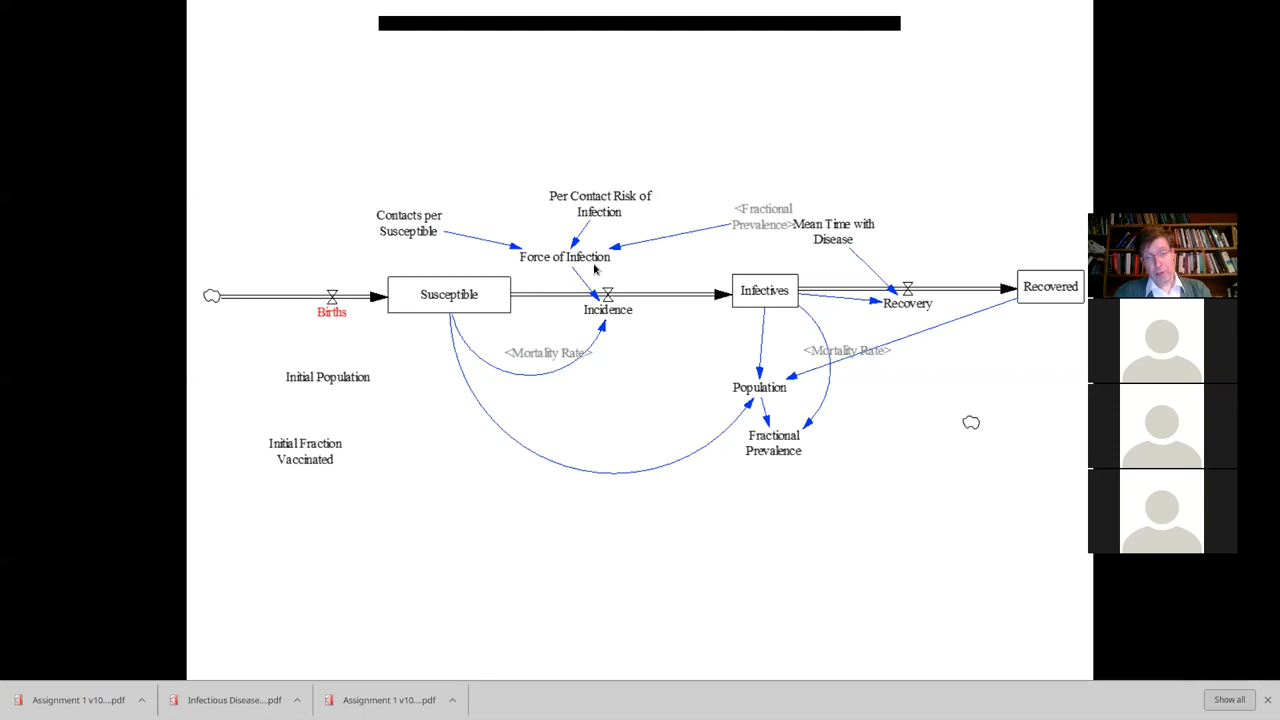 Per Contact Risk of
Infection
Contacts per
Susceptible
<Fractional
Prevalence>
Mean Time with
Disease
Force of Infection
Susceptible
Infectives
Recovered
Births
Incidence
Recovery
<Mortality Rate>
<Mortality Rate>
Initial Population
Population
Initial Fraction
Vaccinated
Fractional
Prevalence
Assignment 1 v10....pdf
Infectious Disease....pdf
Assignment 1 v10....pdf
Show all